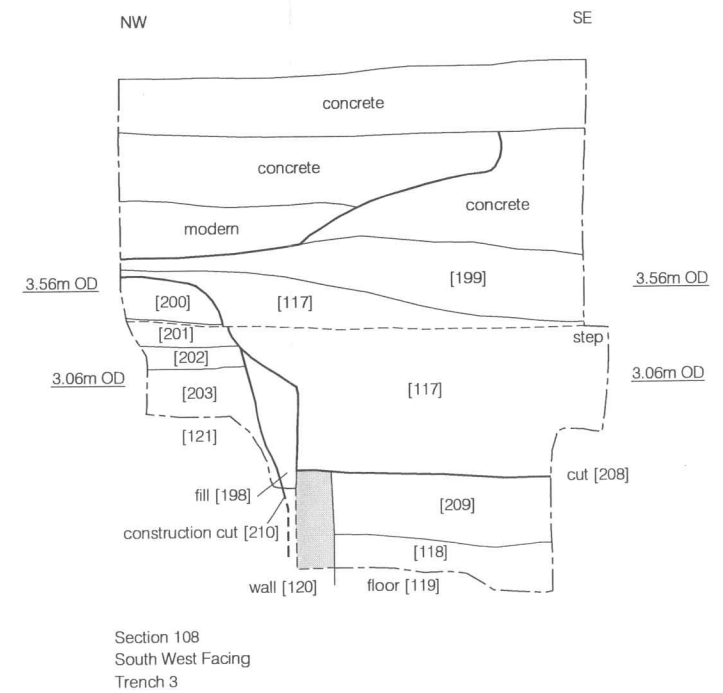 NW
SE
concrete
concrete
concrete
modern
[199]
3.56m OD
3.56m OD
[200]
[117]
[201]
step
[202]
3.06m OD
3.06m OD
[203]
[117]
[121]
cut [208]
fill [198]
[209]
construction cut [210]
[118]
wall [120]
floor [119]
Section 108
South West Facing
Trench 3